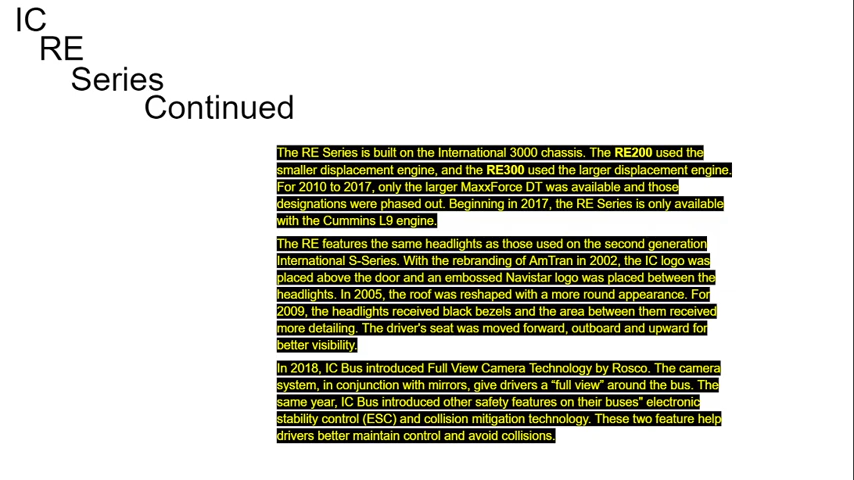 IC
RE
Series
Continued
The RE Series is built on the International 3000 chassis. The RE200 used the
smaller displacement engine, and the RE300 used the larger displacement engine.
For 2010 to 2017, only the larger MaxxForce DT was available and those
designations were phased out. Beginning in 2017, the RE Series is only available
with the Cummins L9 engine.
The RE features the same headlights as those used on the second generation
International S-Series. With the rebranding of AmTran in 2002, the IC logo was
placed above the door and an embossed Navistar logo was placed between the
headlights. In 2005, the roof was reshaped with a more round appearance. For
2009, the headlights received black bezels and the area between them received
more detailing. The driver's seat was moved forward, outboard and upward for
better visibility.
In 2018, IC Bus introduced Full View Camera Technology by Rosco. The camera
system, in conjunction with mirrors, give drivers a “full view” around the bus. The
same year, IC Bus introduced other safety features on their buses" electronic
stability control (ESC) and collision mitigation technology. These two feature help
drivers better maintain control and avoid collisions.